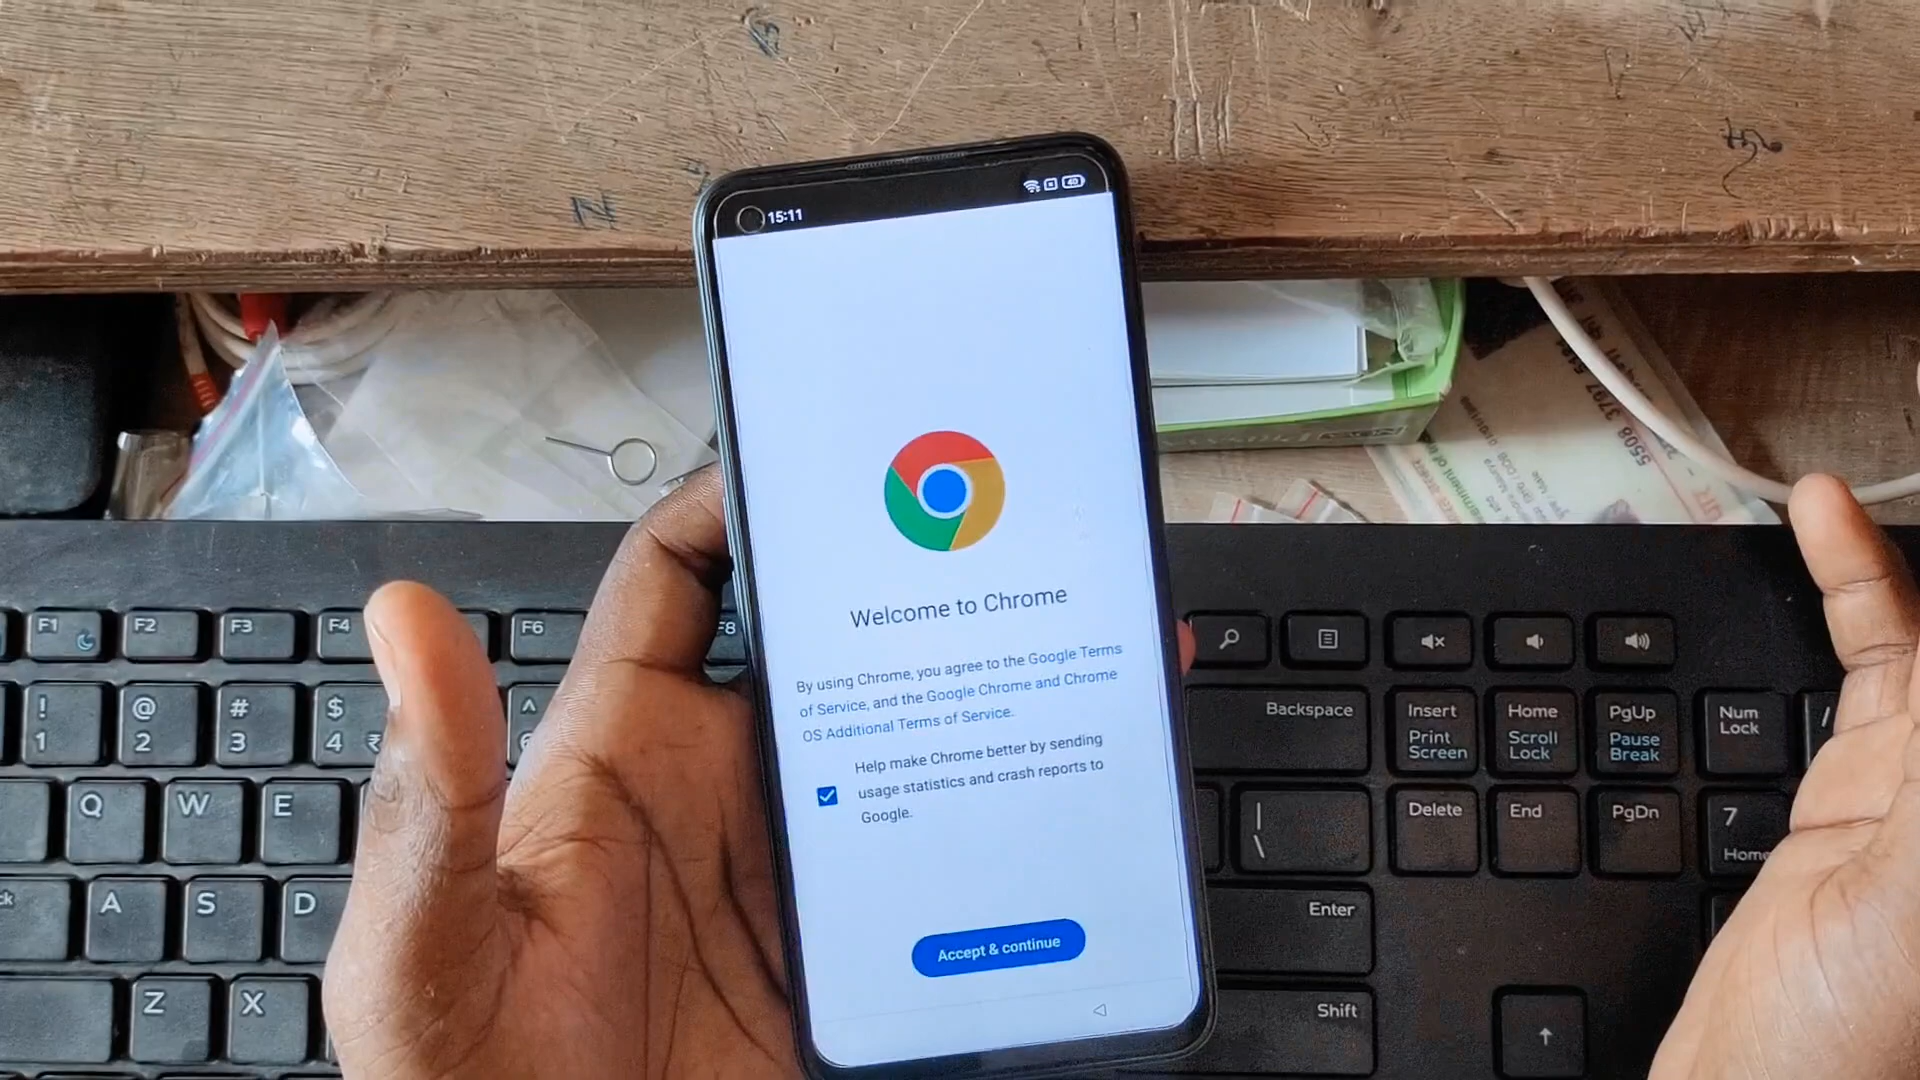 15:11
40
Welcome to Chrome
By using Chrome, you agree to the Google Terms
of Service, and the Google Chrome and Chrome
OS Additional Terms of Service.
Help make Chrome better by sending
usage statistics and crash reports to
Google.
Accept & continue
N
F1
F2
F3
F4
F6
F8
!
1
@
2
#
3
$
4 ₹
^
Backspace
Insert
Print
Screen
Home
Scroll
Lock
PgUp
Pause
Break
Num
Lock
/
Q
W
E
|
\
Delete
End
PgDn
7
Home
A
S
D
Enter
Z
X
Shift